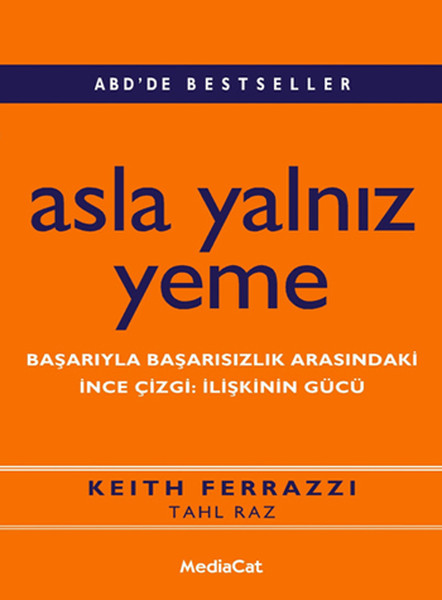 ABD'DE BESTSELLER
asla yalnız
yeme
BAŞARIYLA BAŞARISIZLIK ARASINDAKİ
İNCE ÇİZGİ: İLİŞKİNİN GÜCÜ
KEITH FERRAZZI
TAHL RAZ
MediaCat